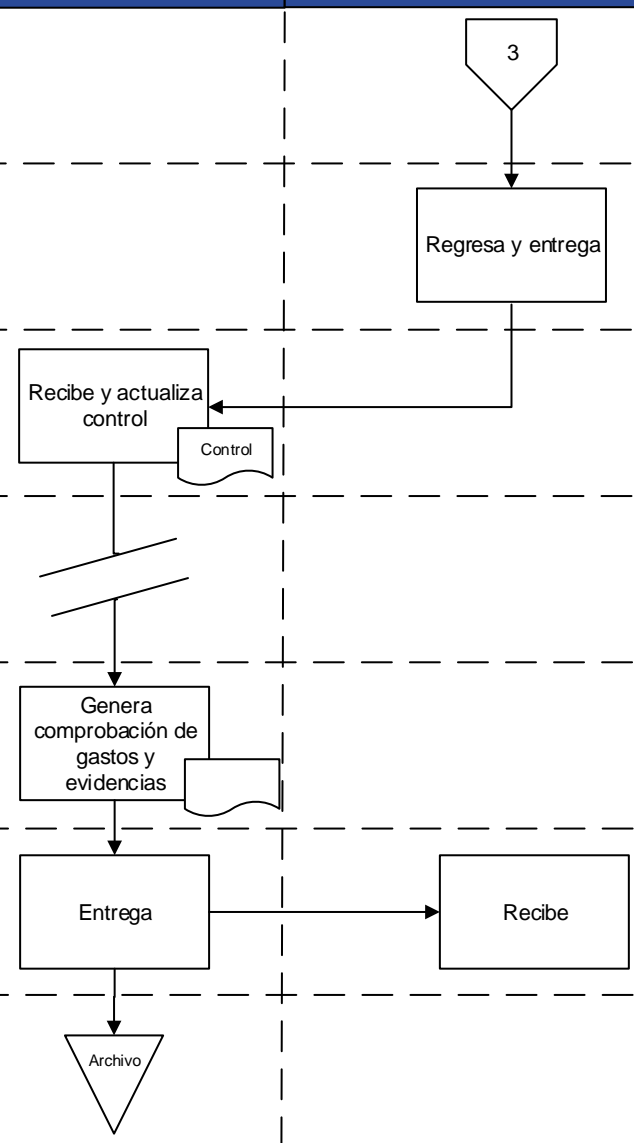 3
Regresa y entrega
Recibe y actualiza
control
Control
Genera
comprobación de
gastos y
evidencias
Entrega
Recibe
Archivo